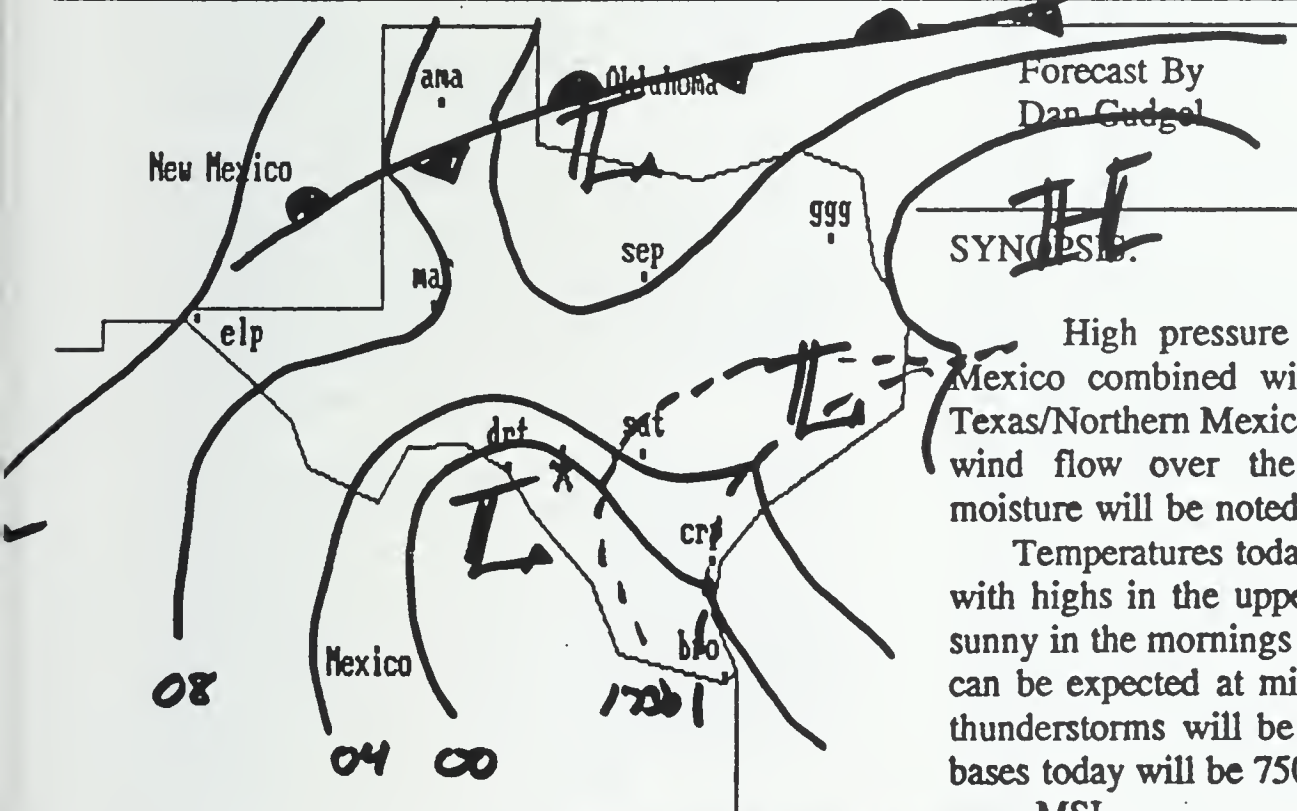 Forecast By
Dan Gudgel
ama
Oklahoma
L
New Mexico
H
ggg
SYNOPSIS:
sep
maf
elp
High pressure
Mexico combined wi
L
Texas/Northern Mexic
drt
sat
wind flow over the
L
moisture will be noted
crp
Temperatures toda
with highs in the uppe
sunny in the mornings
bro
Mexico
can be expected at mi
08
thunderstorms will be
04 00
bases today will be 750
MSL